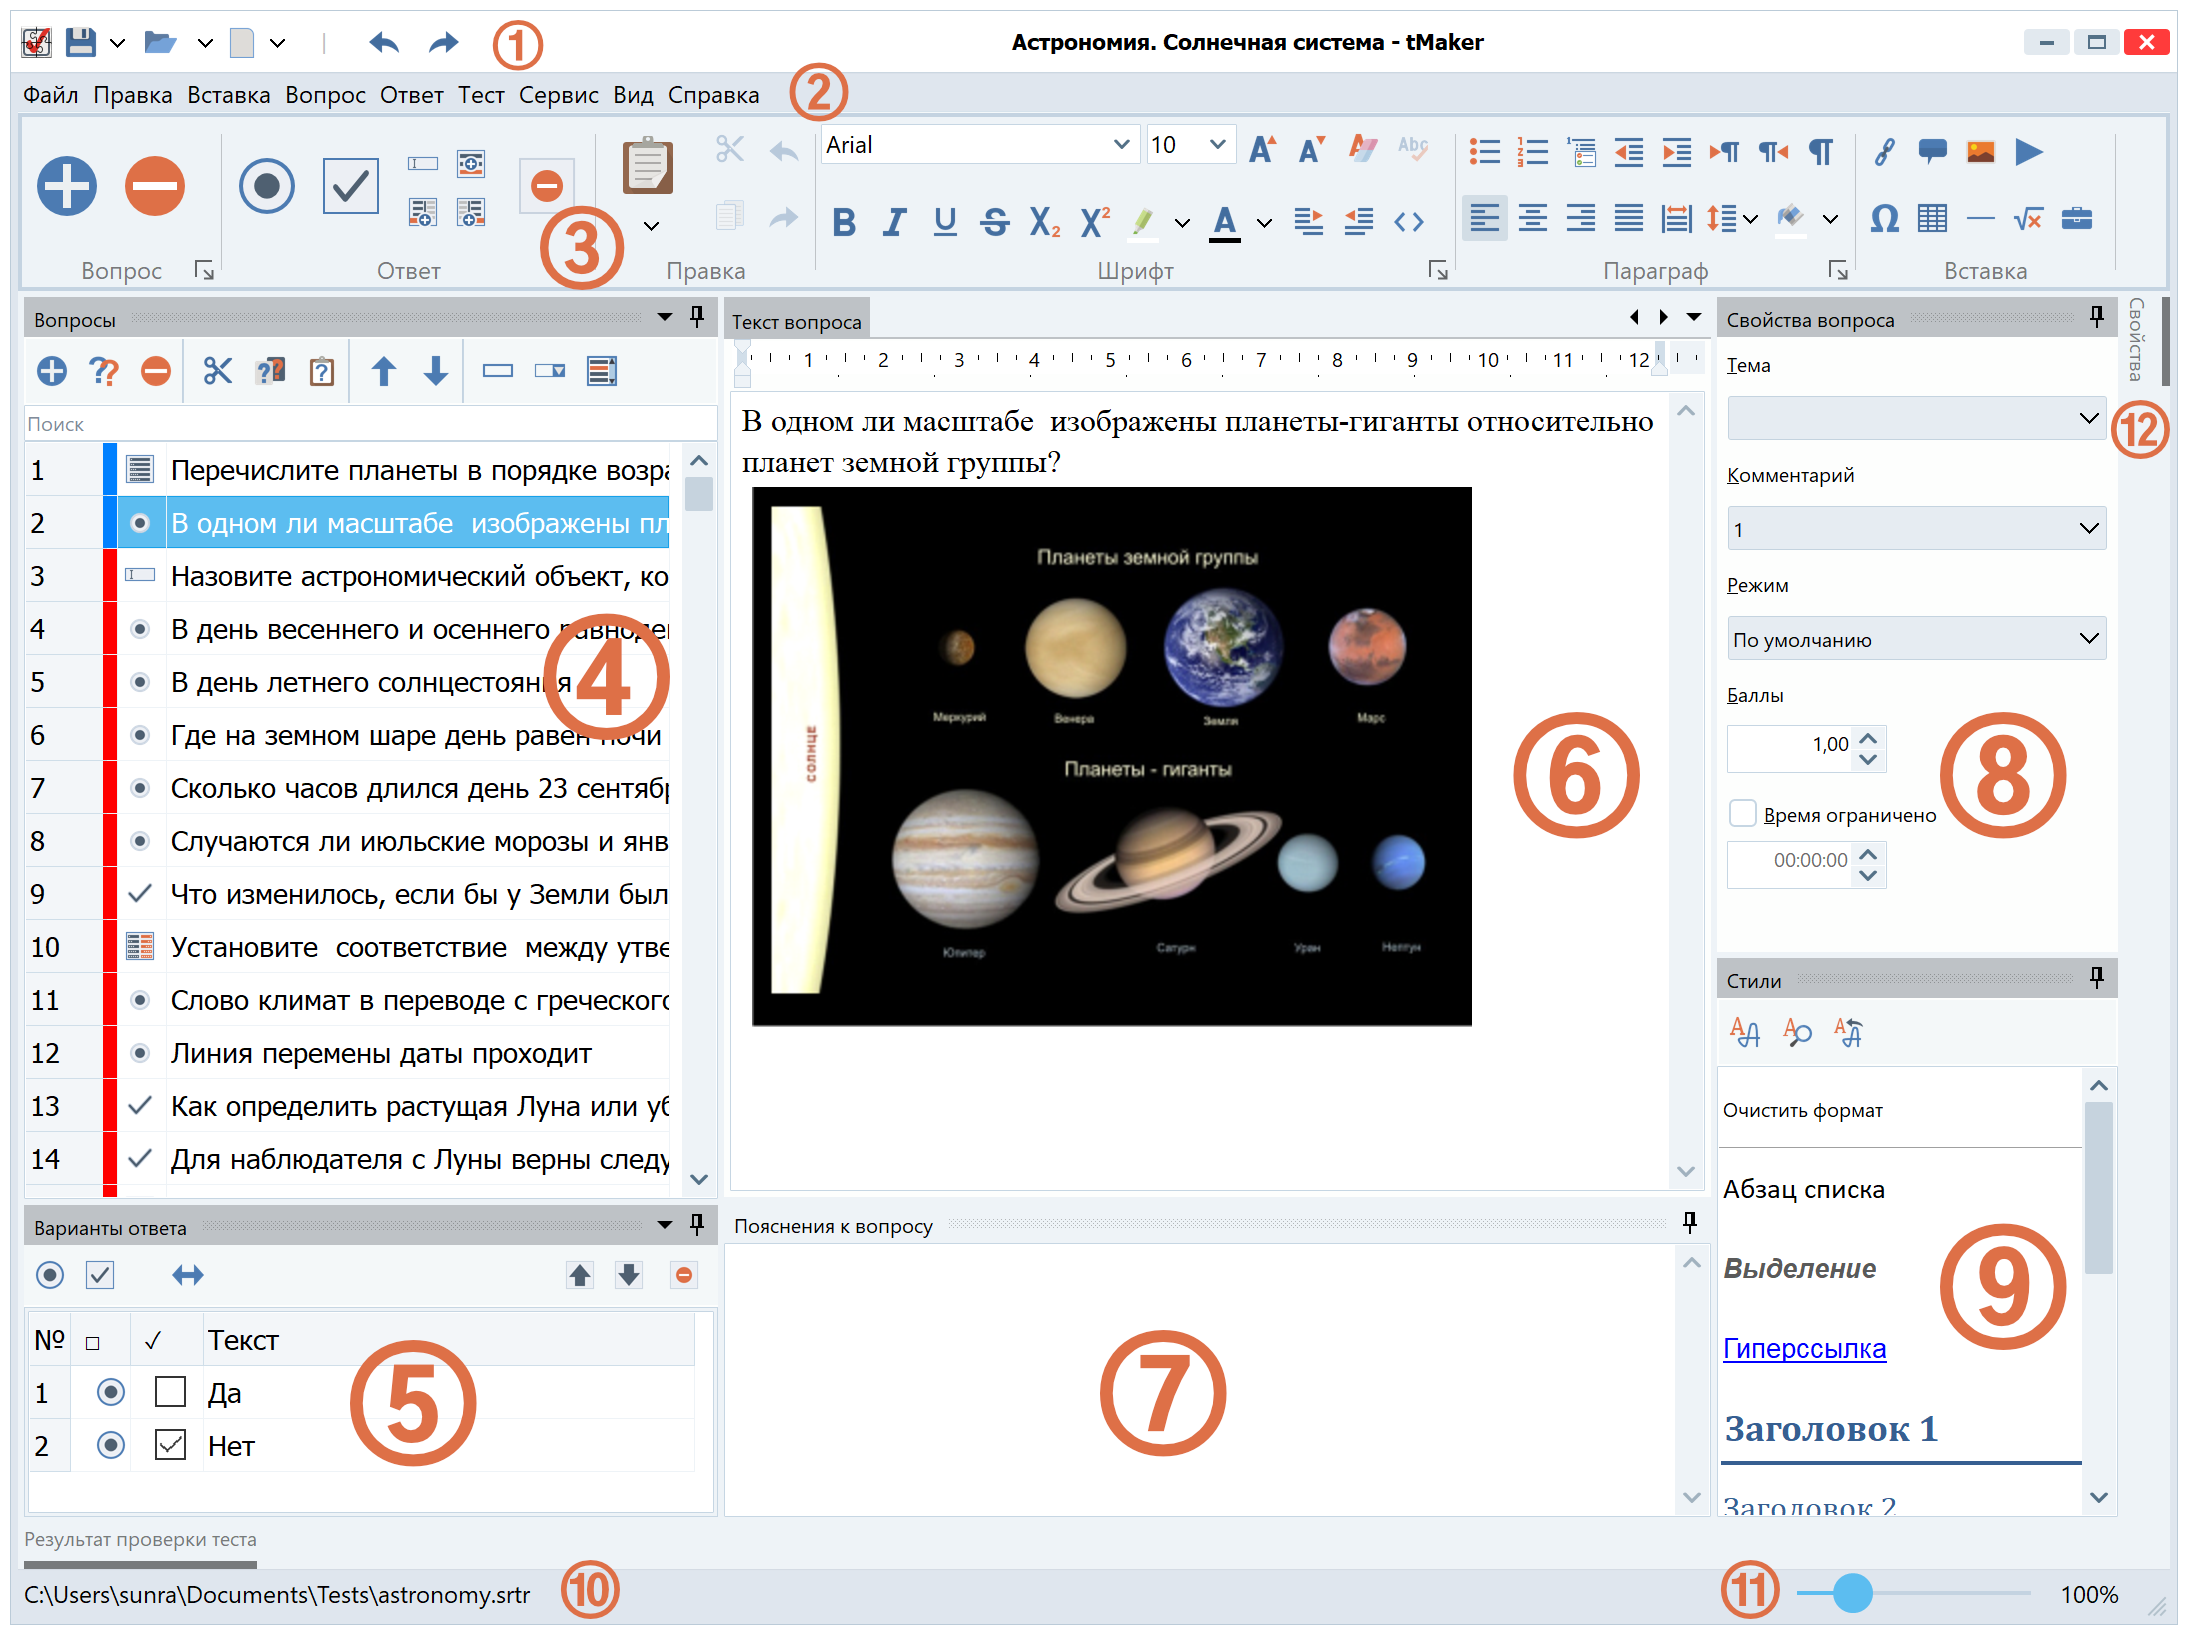 ①
Астрономия. Солнечная система - tMaker
Файл Правка Вставка Вопрос Ответ Тест Сервис Вид Справка ②
Arial 10
Abc
③
Вопрос Ответ Правка Шрифт Параграф Вставка
Вопросы
Поиск
1 Перечислите планеты в порядке возра
2 В одном ли масштабе изображены пл
3 Назовите астрономический объект, ко
4 В день весеннего и осеннего равноде
5 В день летнего солнцестояния
6 Где на земном шаре день равен ночи
7 Сколько часов длился день 23 сентяб
8 Случаются ли июльские морозы и янв
9 Что изменилось, если бы у Земли был
10 Установите соответствие между утве
11 Слово климат в переводе с греческого
12 Линия перемены даты проходит
13 Как определить растущая Луна или уб
14 Для наблюдателя с Луны верны следу
④
Варианты ответа
№ Текст
1 Да
2 Нет
⑤
Текст вопроса
1 2 3 4 5 6 7 8 9 10 11 12
В одном ли масштабе изображены планеты-гиганты относительно
планет земной группы?
Планеты земной группы
Меркурий Венера Земля Марс
СОЛНЦЕ
Планеты - гиганты
Юпитер Сатурн Уран Нептун
⑥
Пояснения к вопросу
⑦
Свойства вопроса
Тема
Комментарий
1
Режим
По умолчанию
Баллы
1,00
Время ограничено
00:00:00
⑧
Свойства
⑫
Стили
Очистить формат
Абзац списка
Выделение
Гиперссылка
Заголовок 1
Заголовок 2
⑨
Результат проверки теста
C:\Users\sunra\Documents\Tests\astronomy.srtr ⑩
⑪ 100%